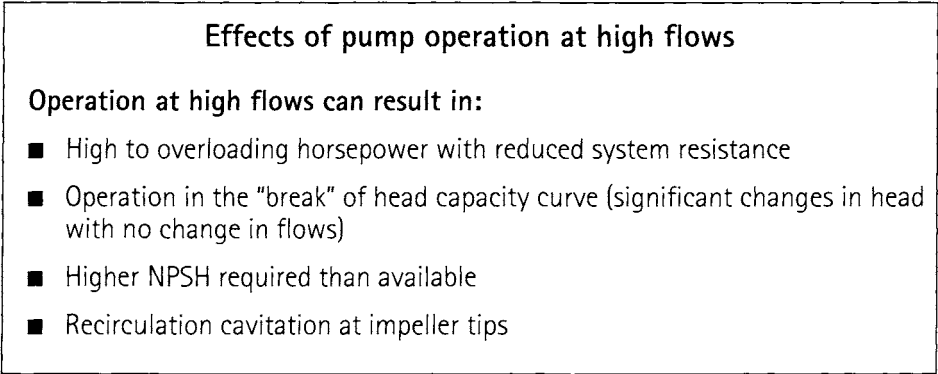 Effects of pump operation at high flows
Operation at high flows can result in:
■ High to overloading horsepower with reduced system resistance
■ Operation in the "break" of head capacity curve (significant changes in head
with no change in flows)
■ Higher NPSH required than available
■ Recirculation cavitation at impeller tips